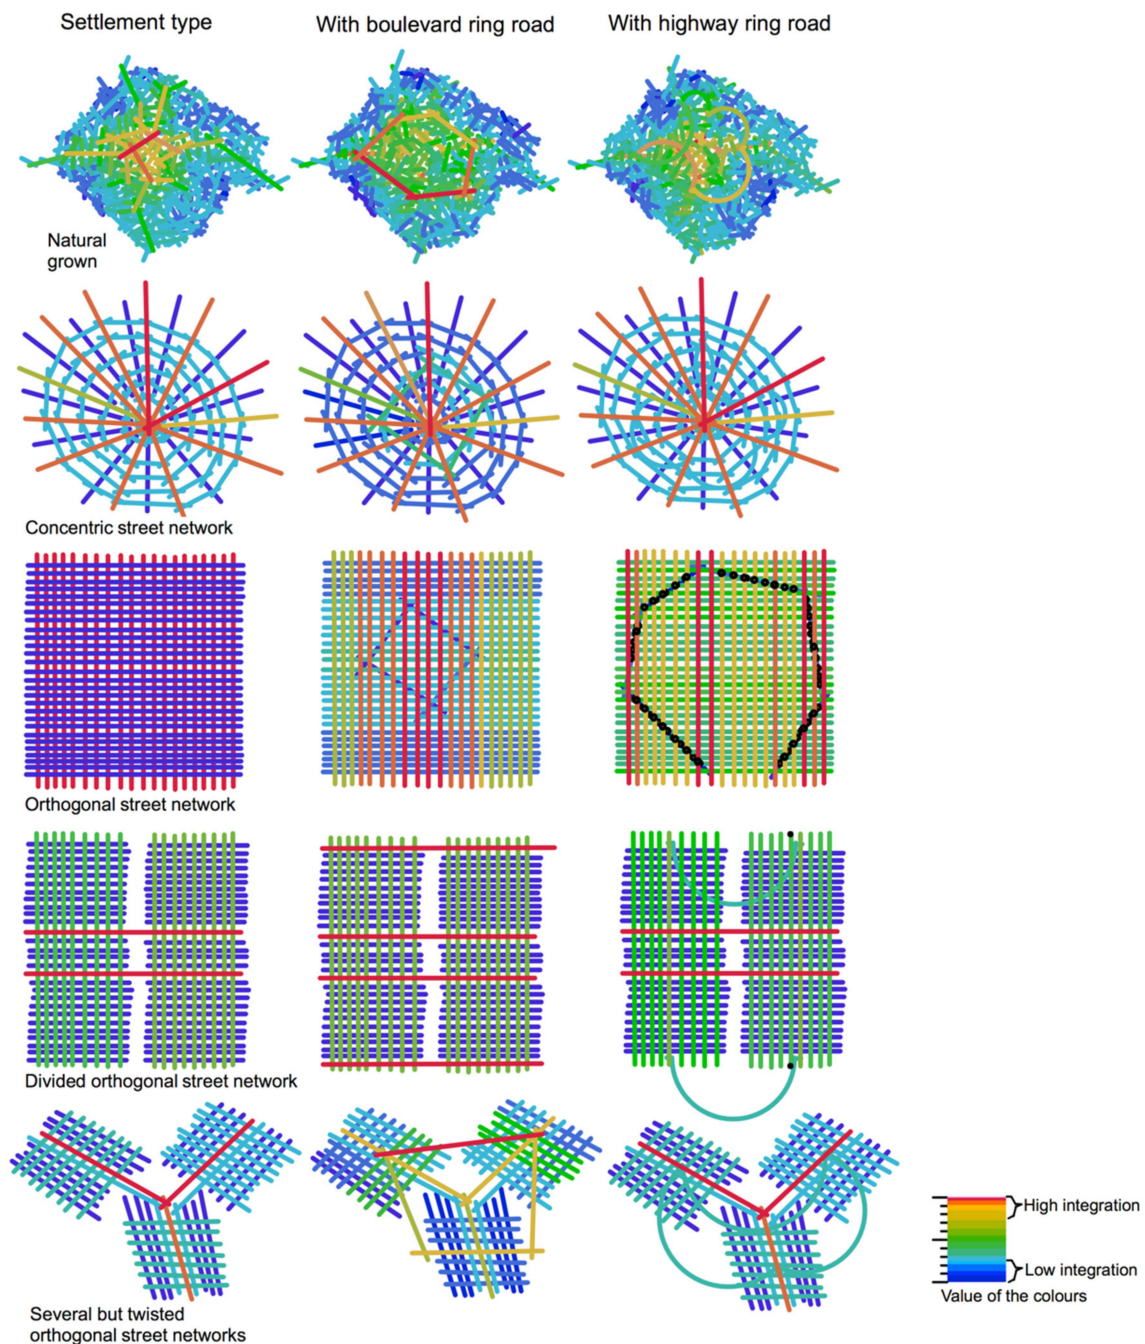 Settlement type
With boulevard ring road
With highway ring road
Natural
grown
Concentric street network
Orthogonal street network
Divided orthogonal street network
Several but twisted
orthogonal street networks
High integration
Low integration
Value of the colours